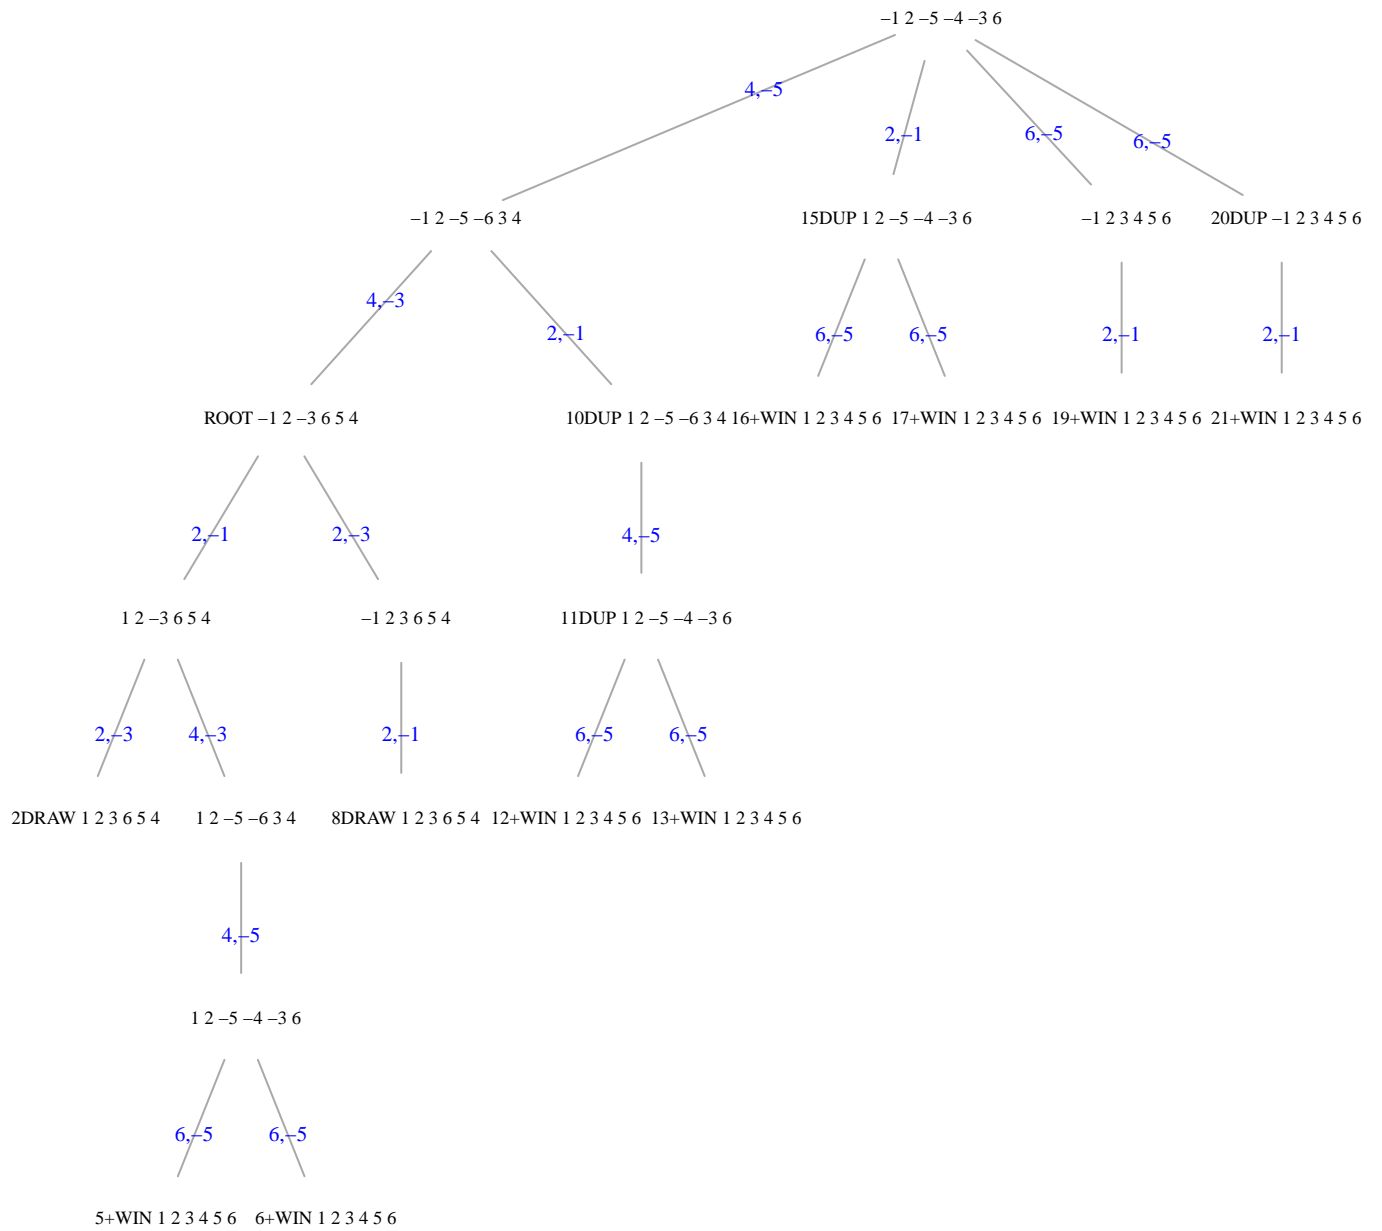 –1 2 –5 –4 –3 6
4,–5
2,–1
6,–5
6,–5
–1 2 –5 –6 3 4
15DUP 1 2 –5 –4 –3 6
–1 2 3 4 5 6
20DUP –1 2 3 4 5 6
4,–3
2,–1
6,–5
6,–5
2,–1
2,–1
ROOT –1 2 –3 6 5 4
10DUP 1 2 –5 –6 3 4
16+WIN 1 2 3 4 5 6
17+WIN 1 2 3 4 5 6
19+WIN 1 2 3 4 5 6
21+WIN 1 2 3 4 5 6
2,–1
2,–3
4,–5
1 2 –3 6 5 4
–1 2 3 6 5 4
11DUP 1 2 –5 –4 –3 6
2,–3
4,–3
2,–1
6,–5
6,–5
2DRAW 1 2 3 6 5 4
1 2 –5 –6 3 4
8DRAW 1 2 3 6 5 4
12+WIN 1 2 3 4 5 6
13+WIN 1 2 3 4 5 6
4,–5
1 2 –5 –4 –3 6
6,–5
6,–5
5+WIN 1 2 3 4 5 6
6+WIN 1 2 3 4 5 6